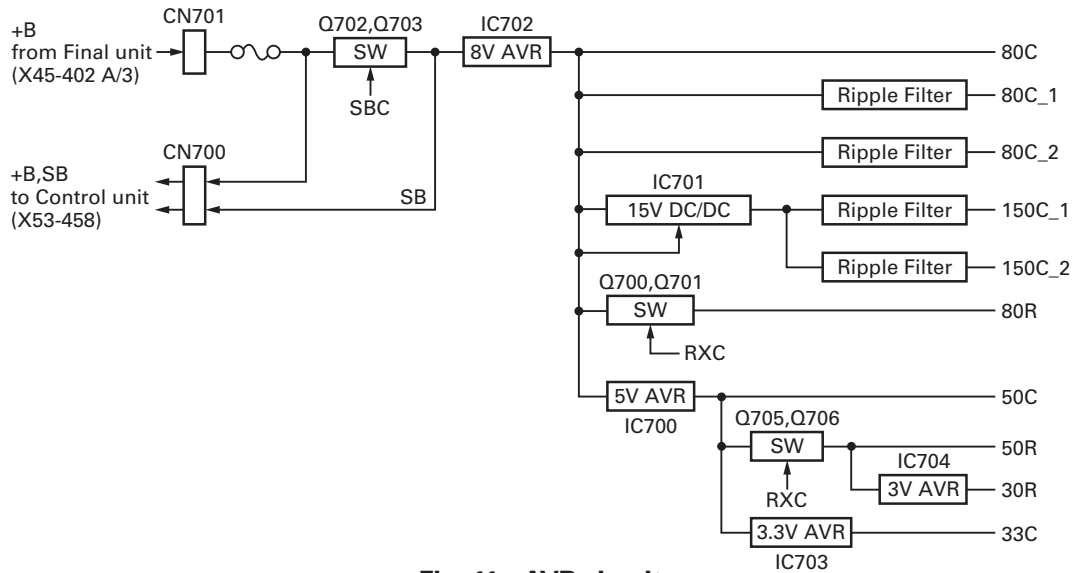 +B
from Final unit
(X45-402 A/3)
CN701
Q702,Q703
SW
SBC
IC702
8V AVR
80C
Ripple Filter
80C_1
Ripple Filter
80C_2
+B,SB
to Control unit
(X53-458)
CN700
SB
IC701
15V DC/DC
Ripple Filter
150C_1
Ripple Filter
150C_2
Q700,Q701
SW
RXC
80R
5V AVR
IC700
50C
Q705,Q706
SW
RXC
50R
IC704
3V AVR
30R
3.3V AVR
IC703
33C